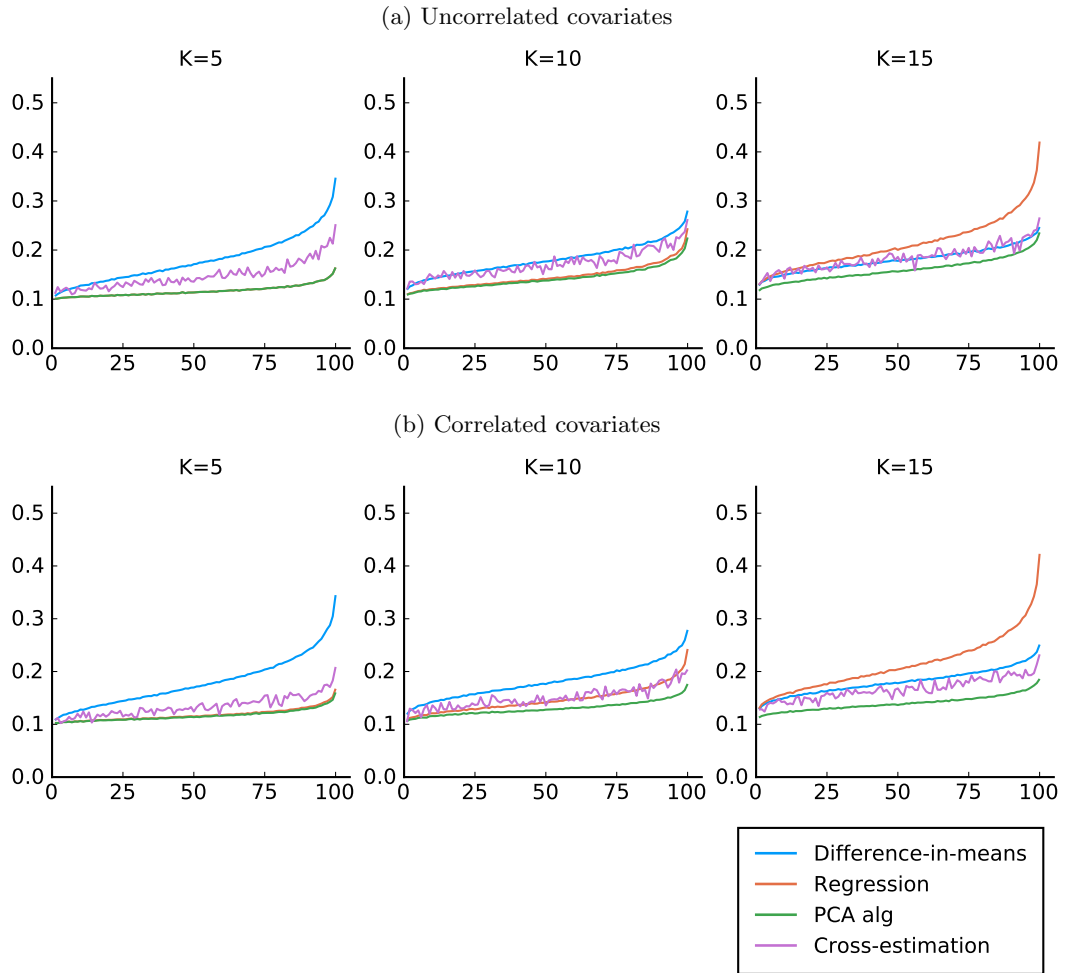 (a) Uncorrelated covariates
K=5 K=10 K=15
0.5 0.5 0.5
0.4 0.4 0.4
0.3 0.3 0.3
0.2 0.2 0.2
0.1 0.1 0.1
0.0 0.0 0.0
0 25 50 75 100 0 25 50 75 100 0 25 50 75 100
(b) Correlated covariates
K=5 K=10 K=15
0.5 0.5 0.5
0.4 0.4 0.4
0.3 0.3 0.3
0.2 0.2 0.2
0.1 0.1 0.1
0.0 0.0 0.0
0 25 50 75 100 0 25 50 75 100 0 25 50 75 100
Difference-in-means
Regression
PCA alg
Cross-estimation